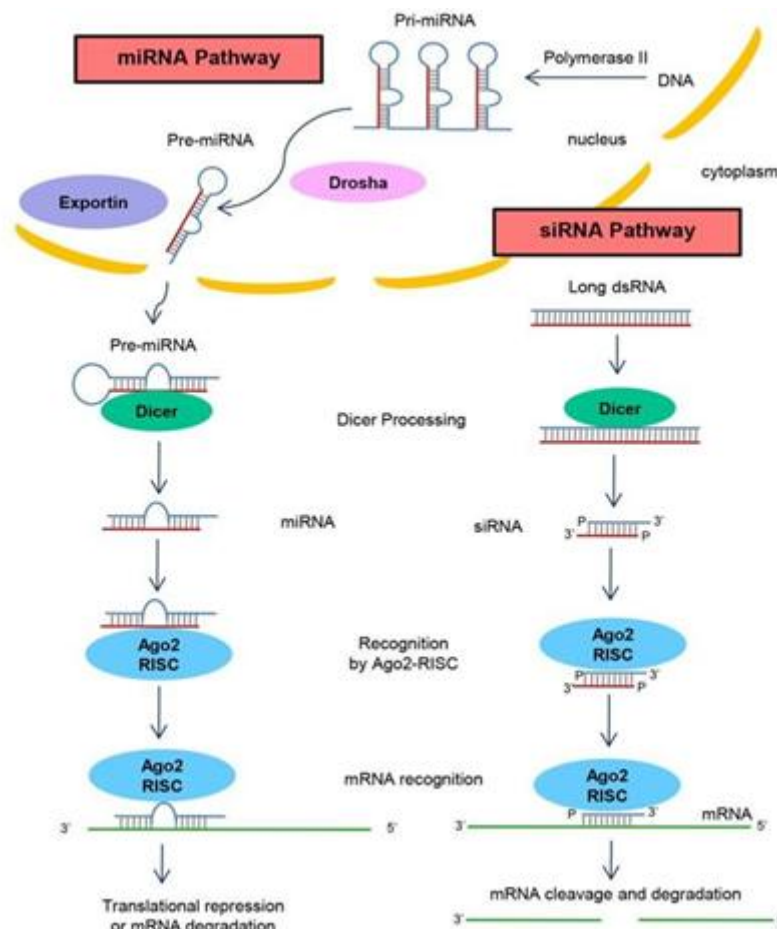 Pri-miRNA
miRNA Pathway
Polymerase II
DNA
Pre-miRNA
nucleus
cytoplasm
Exportin
Drosha
siRNA Pathway
Long dsRNA
Pre-miRNA
Dicer
Dicer Processing
Dicer
miRNA
siRNA
P
3´
3´
P
Ago2
RISC
Recognition
by Ago2-RISC
Ago2
RISC
P
3´
3´
P
Ago2
RISC
mRNA recognition
Ago2
RISC
3´
5´
P
3´
mRNA
3´
5´
Translational repression
or mRNA degradation
mRNA cleavage and degradation
3´